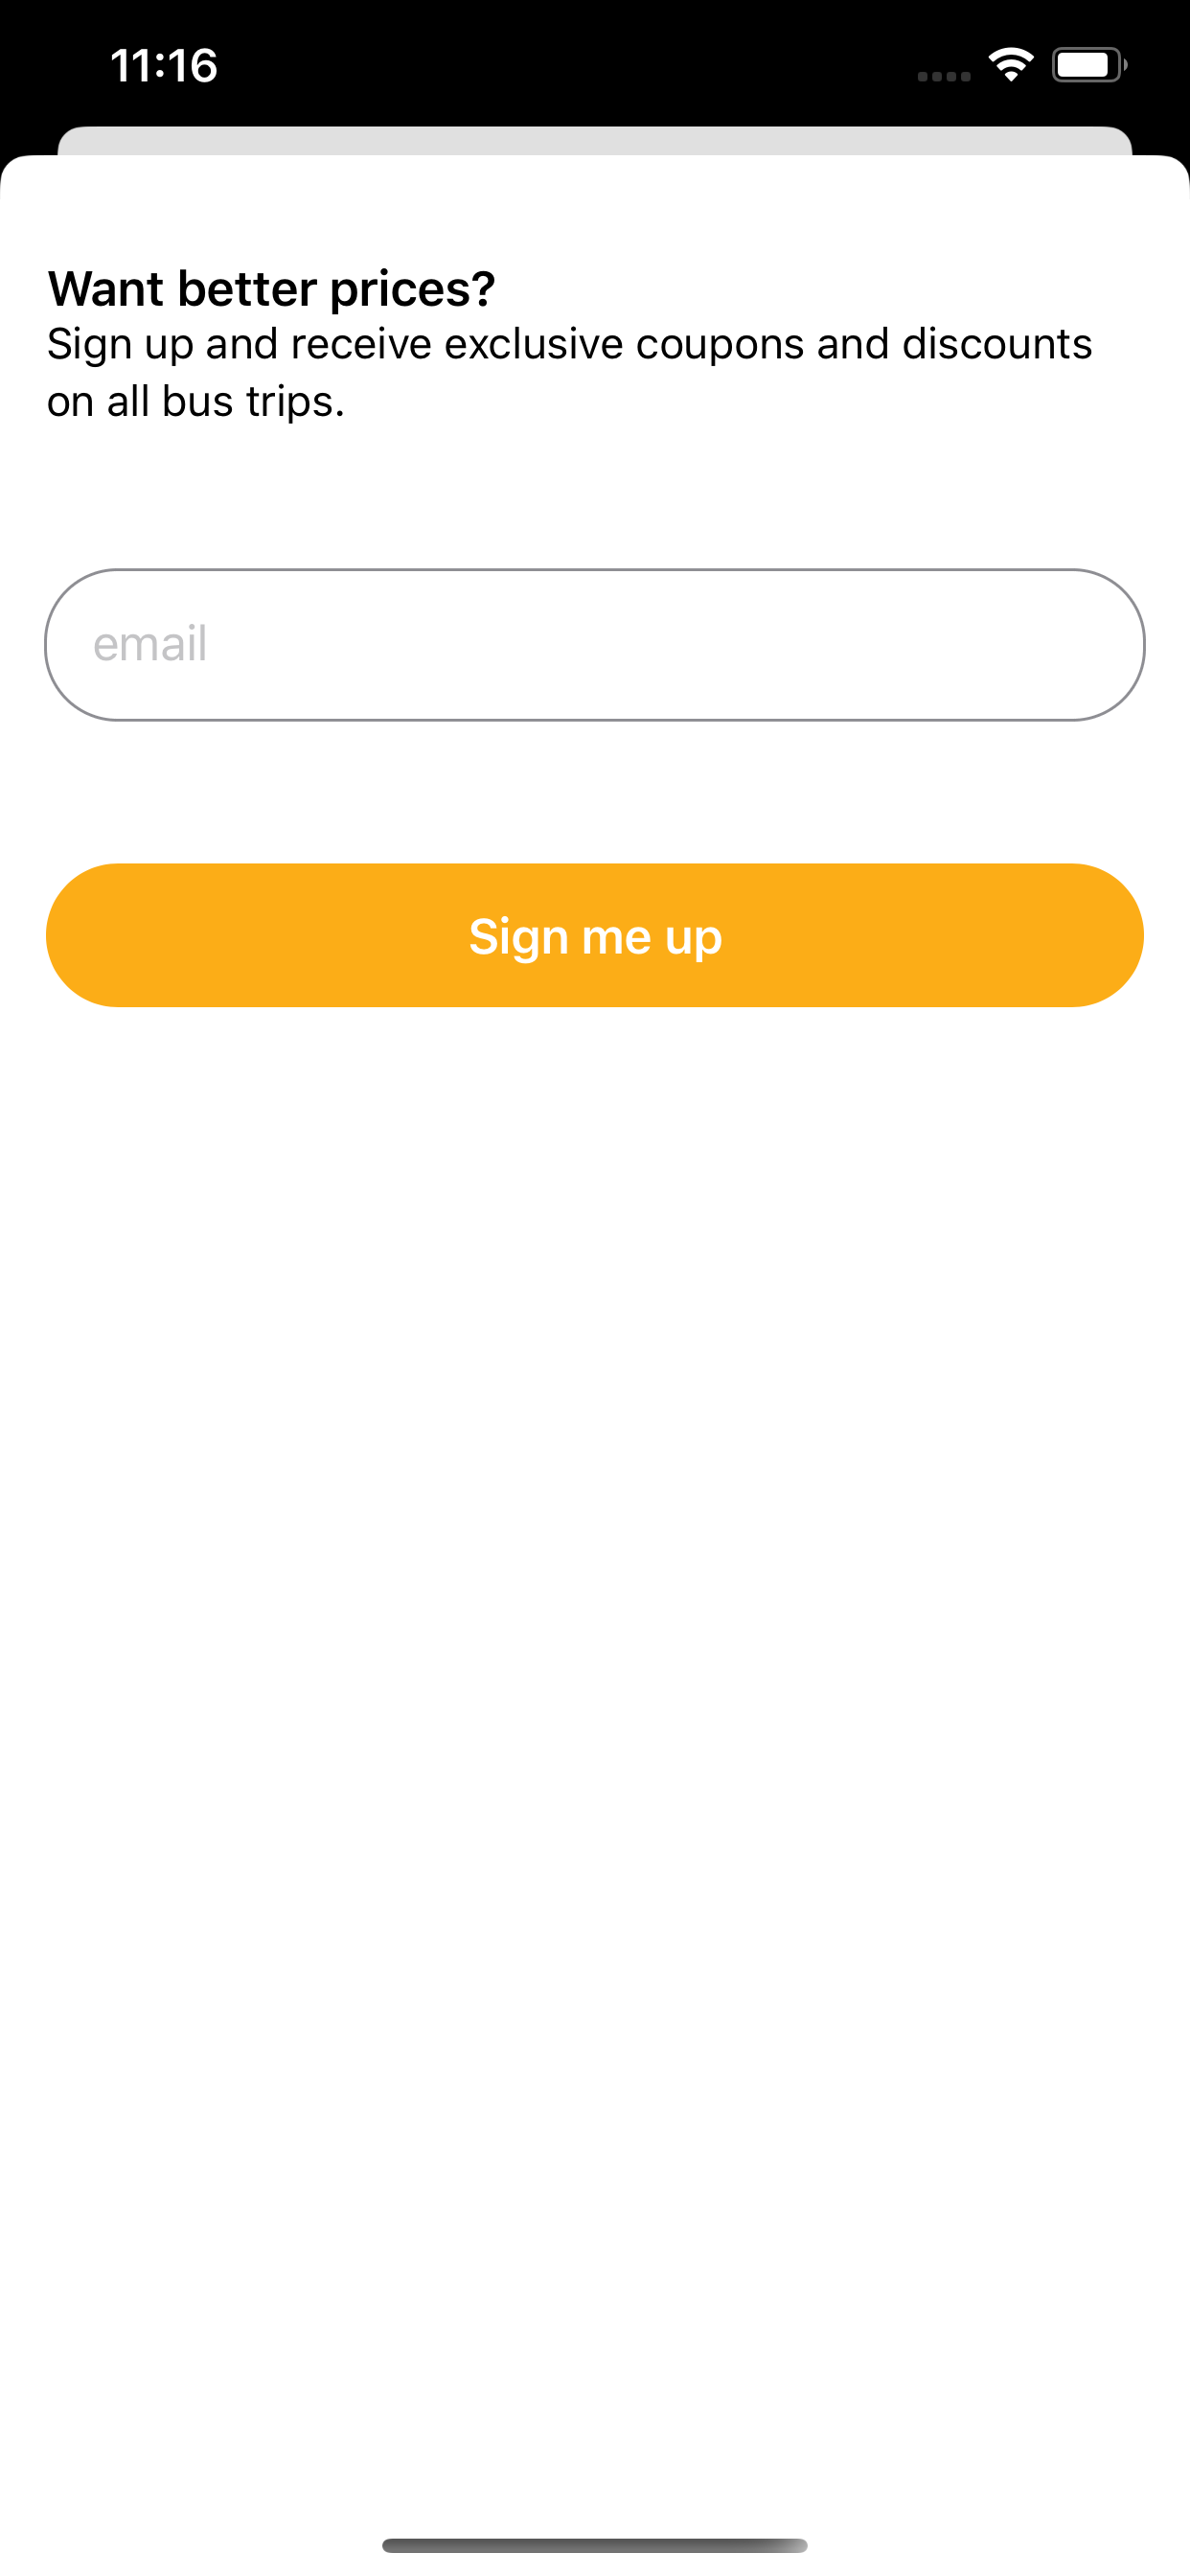 11:16
Want better prices?
Sign up and receive exclusive coupons and discounts
on all bus trips.
email
Sign me up